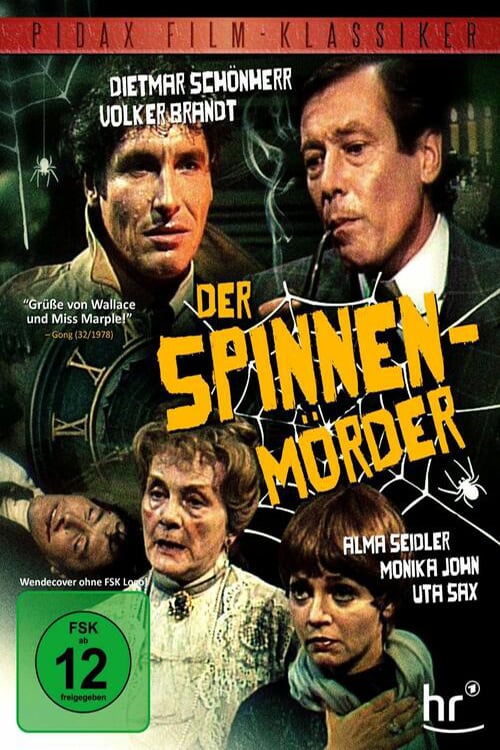 PIDAX FILM-KLASSIKER
DIETMAR SCHÖNHERR
VOLKER BRANDT
"Grüße von Wallace
und Miss Marple!"
– Gong (32/1978)
DER
SPINNEN-
MÖRDER
ALMA SEIDLER
MONIKA JOHN
UTA SAX
Wendecover ohne FSK Logo!
FSK
ab
12
freigegeben
hr